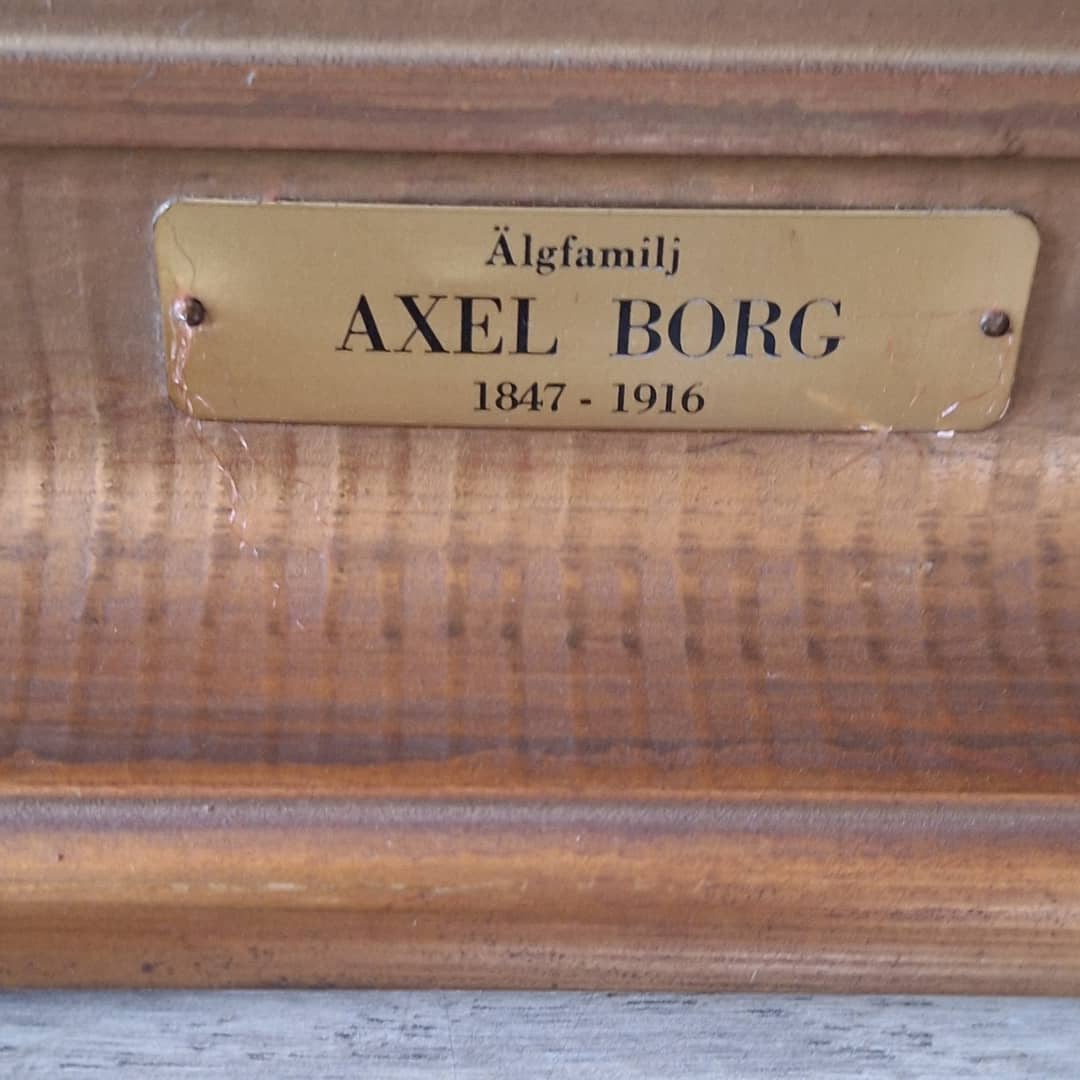 Älgfamilj
AXEL BORG
1847 - 1916